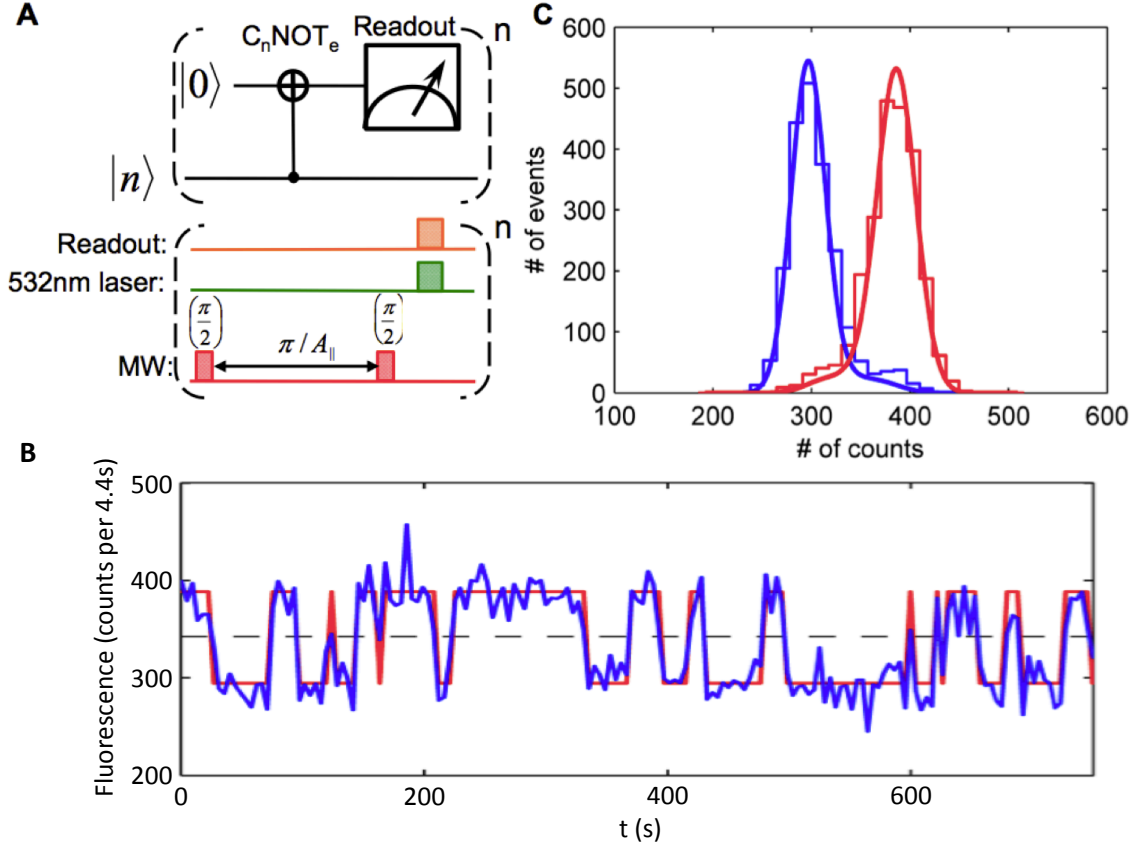 A
CₙNOTₑ
Readout
n
|0⟩
|n⟩
n
Readout:
532nm laser:
(π/2)
(π/2)
π / A∥
MW:
C
600
500
400
300
200
100
0
# of events
100
200
300
400
500
600
# of counts
B
500
400
300
200
Fluorescence (counts per 4.4s)
0
200
400
600
t (s)